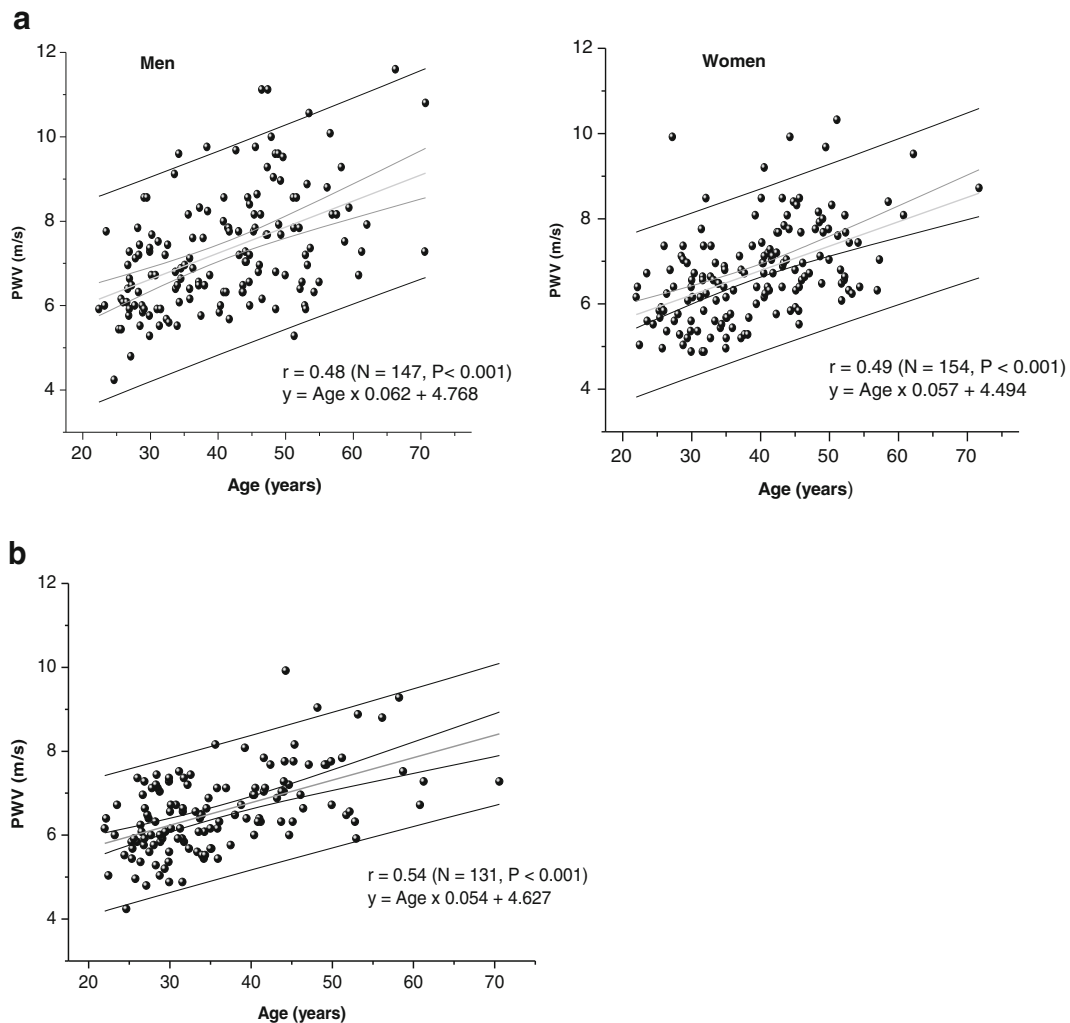 a
Men
12
10
8
6
4
PWV (m/s)
20 30 40 50 60 70
Age (years)
r = 0.48 (N = 147, P< 0.001)
y = Age x 0.062 + 4.768
Women
12
10
8
6
4
PWV (m/s)
20 30 40 50 60 70
Age (years)
r = 0.49 (N = 154, P < 0.001)
y = Age x 0.057 + 4.494
b
12
10
8
6
4
PWV (m/s)
20 30 40 50 60 70
Age (years)
r = 0.54 (N = 131, P < 0.001)
y = Age x 0.054 + 4.627